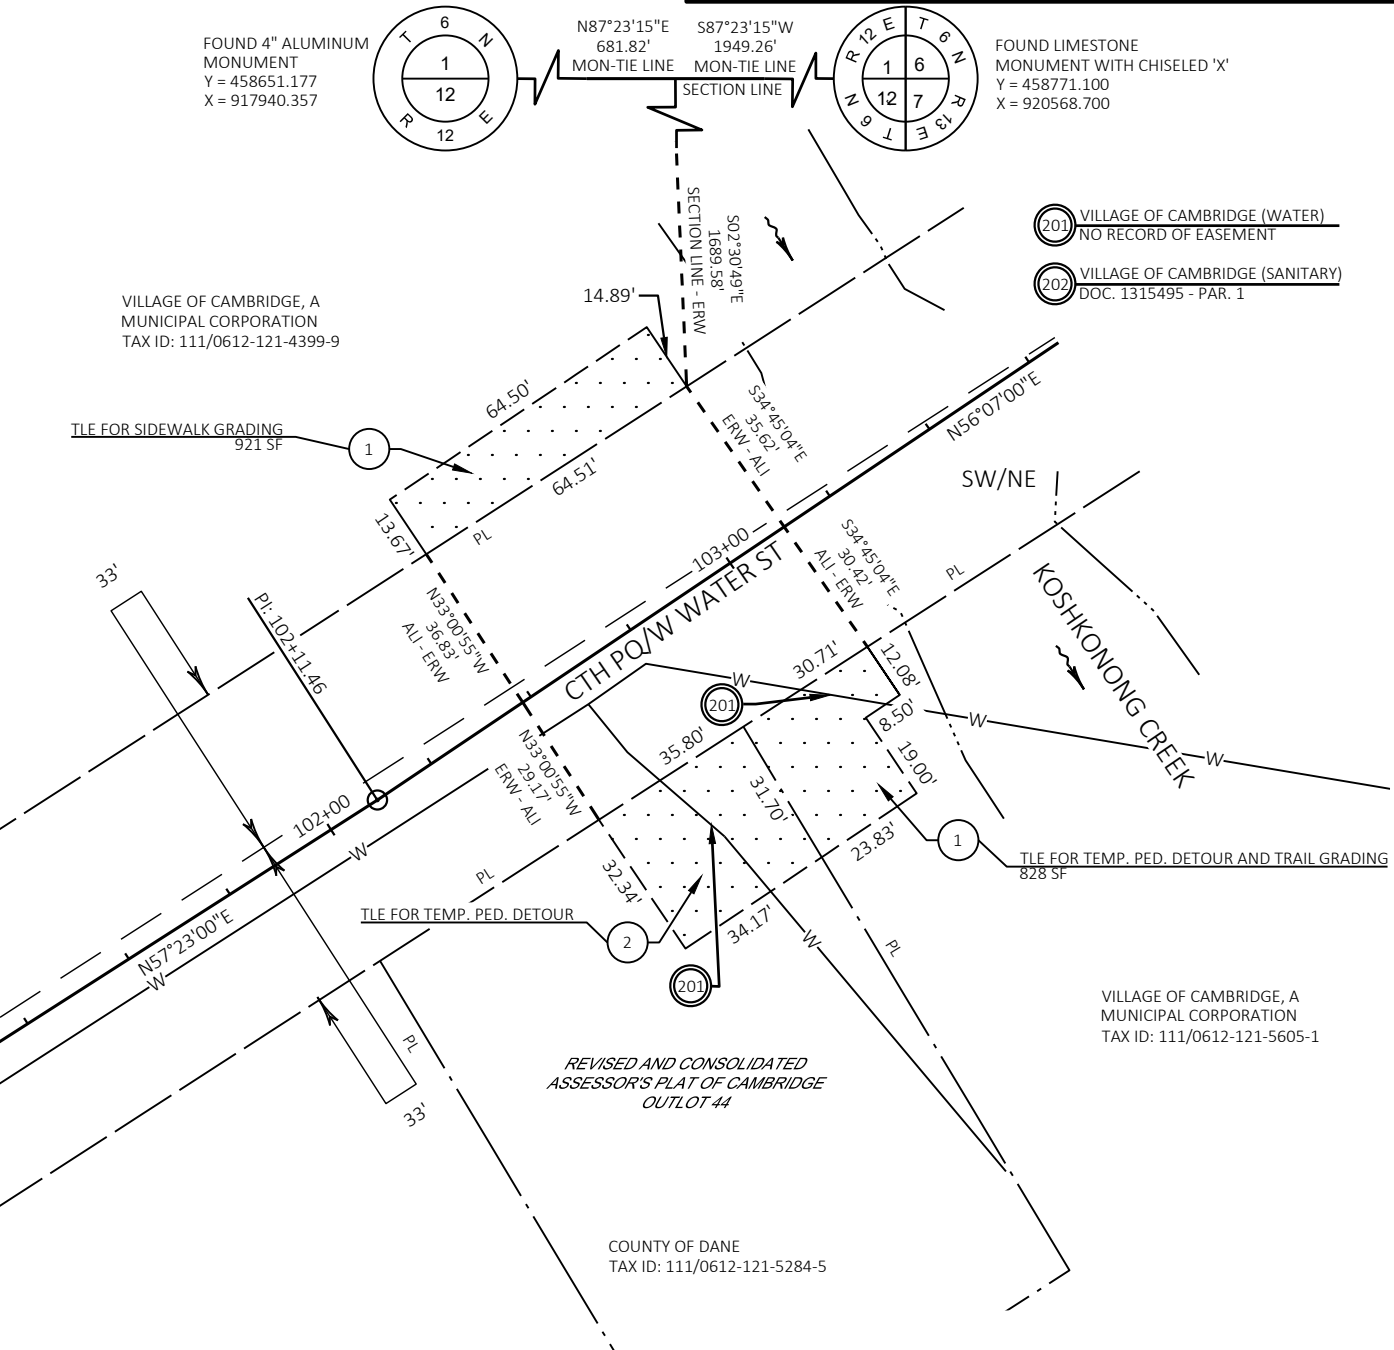 FOUND 4" ALUMINUM
MONUMENT
Y = 458651.177
X = 917940.357
T 6 N
1
12
R 12 E
N87°23'15"E
681.82'
MON-TIE LINE
S87°23'15"W
1949.26'
MON-TIE LINE
SECTION LINE
R 12 E
T 6 N
1 6
12 7
T 6 N
R 13 E
FOUND LIMESTONE
MONUMENT WITH CHISELED 'X'
Y = 458771.100
X = 920568.700
201
VILLAGE OF CAMBRIDGE (WATER)
NO RECORD OF EASEMENT
202
VILLAGE OF CAMBRIDGE (SANITARY)
DOC. 1315495 - PAR. 1
S02°30'49"E
1689.58'
SECTION LINE - ERW
VILLAGE OF CAMBRIDGE, A
MUNICIPAL CORPORATION
TAX ID: 111/0612-121-4399-9
14.89'
64.50'
TLE FOR SIDEWALK GRADING
921 SF
1
64.51'
13.67'
PL
S34°45'04"E
35.62'
ERW - ALI
N56°07'00"E
SW/NE
S34°45'04"E
30.42'
ALI - ERW
103+00
CTH PQ/W WATER ST
PL
KOSHKONONG CREEK
33'
PI: 102+11.46
N33°00'55"W
36.83'
ALI - ERW
30.71'
12.08'
W
201
8.50'
W
19.00'
W
N33°00'55"W
29.17'
ERW - ALI
35.80'
31.70'
102+00
W
23.83'
1
TLE FOR TEMP. PED. DETOUR AND TRAIL GRADING
828 SF
PL
32.34'
TLE FOR TEMP. PED. DETOUR
2
34.17'
W
PL
N57°23'00"E
W
201
VILLAGE OF CAMBRIDGE, A
MUNICIPAL CORPORATION
TAX ID: 111/0612-121-5605-1
PL
33'
REVISED AND CONSOLIDATED
ASSESSOR'S PLAT OF CAMBRIDGE
OUTLOT 44
COUNTY OF DANE
TAX ID: 111/0612-121-5284-5